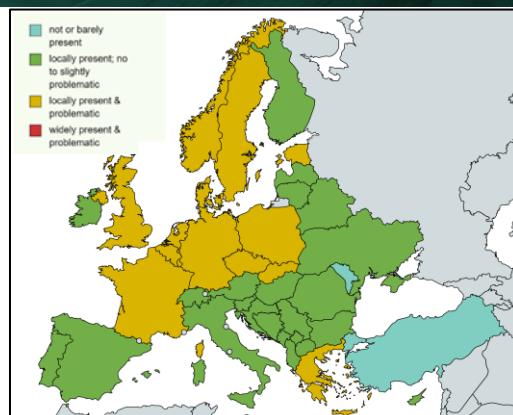 not or barely
present
locally present; no
to slightly
problematic
locally present &
problematic
widely present &
problematic